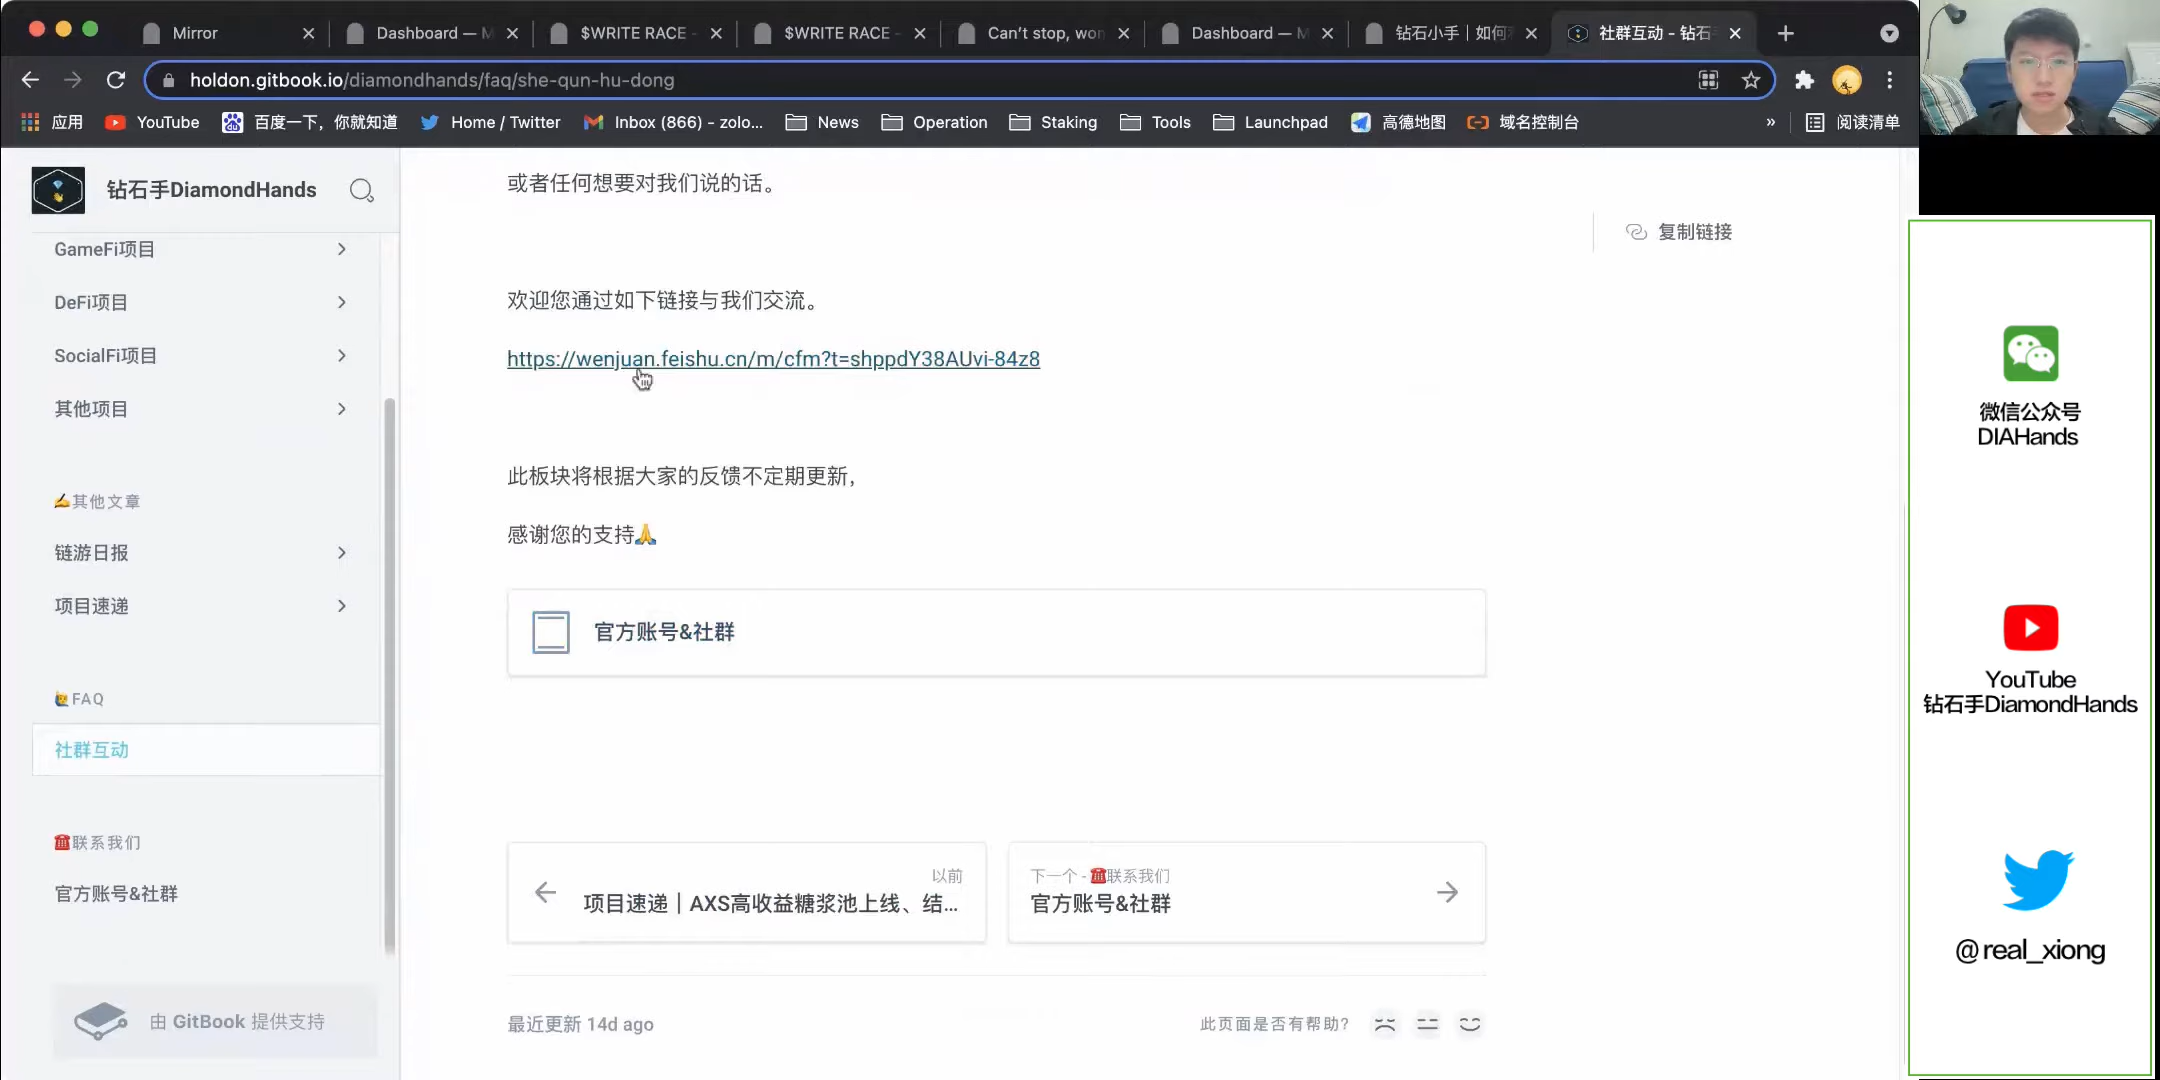 Mirror
Dashboard — M
$WRITE RACE -
$WRITE RACE -
Can't stop, won
Dashboard — M
钻石小手｜如何
社群互动 - 钻石
holdon.gitbook.io/diamondhands/faq/she-qun-hu-dong
应用
YouTube
百度一下，你就知道
Home / Twitter
Inbox (866) - zolo...
News
Operation
Staking
Tools
Launchpad
高德地图
域名控制台
»
阅读清单
钻石手DiamondHands
GameFi项目
DeFi项目
SocialFi项目
其他项目
✍️其他文章
链游日报
项目速递
🙋FAQ
社群互动
☎️联系我们
官方账号&社群
由 GitBook 提供支持
或者任何想要对我们说的话。
复制链接
欢迎您通过如下链接与我们交流。
https://wenjuan.feishu.cn/m/cfm?t=shppdY38AUvi-84z8
此板块将根据大家的反馈不定期更新，
感谢您的支持🙏
官方账号&社群
以前
项目速递｜AXS高收益糖浆池上线、结...
下一个 - ☎️联系我们
官方账号&社群
最近更新 14d ago
此页面是否有帮助？
微信公众号
DIAHands
YouTube
钻石手DiamondHands
@real_xiong